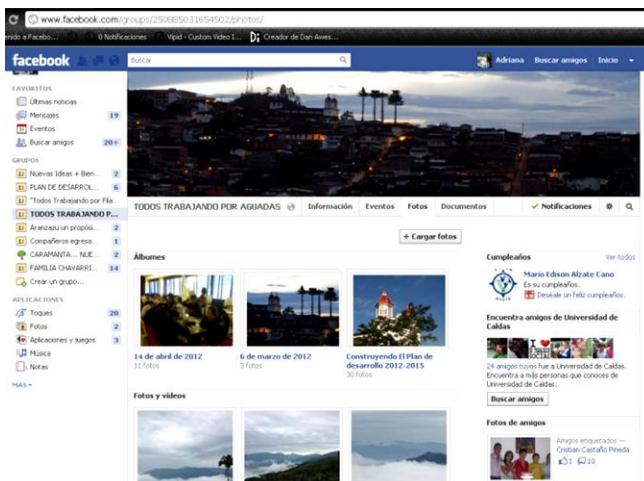 www.facebook.com/groups/250885031654502/photos/
enido a Facebo...
0 Notificaciones
Vipid - Custom Video I...
Creador de Dan Awes...
facebook
Buscar
Adriana
Buscar amigos
Inicio
FAVORITOS
Últimas noticias
Mensajes 19
Eventos
Buscar amigos 20+
GRUPOS
Nuevas Ideas + Bien... 2
PLAN DE DESARROL... 6
"Todos Trabajando por Fila
TODOS TRABAJANDO P...
Aranzazu un propósi... 2
Compañeros egresa... 1
CARAMANTA... NUE... 2
FAMILIA CHAVARRI... 14
Crear un grupo...
APLICACIONES
Toques 20
Fotos 2
Aplicaciones y juegos 3
Música
Notas
MÁS
TODOS TRABAJANDO POR AGUADAS
Información
Eventos
Fotos
Documentos
Notificaciones
+ Cargar fotos
Álbumes
14 de abril de 2012
11 fotos
6 de marzo de 2012
3 fotos
Construyendo El Plan de
desarrollo 2012-2015
30 fotos
Fotos y vídeos
Cumpleaños
Ver todos
Mario Edison Alzate Cano
Es su cumpleaños.
Deséale un feliz cumpleaños.
Encuentra amigos de Universidad de
Caldas
24 amigos tuyos fue a Universidad de Caldas.
Encuentra a más personas que conoces de
Universidad de Caldas.
Buscar amigos
Fotos de amigos
Amigos etiquetados —
Cristian Castaño Pineda
1 10